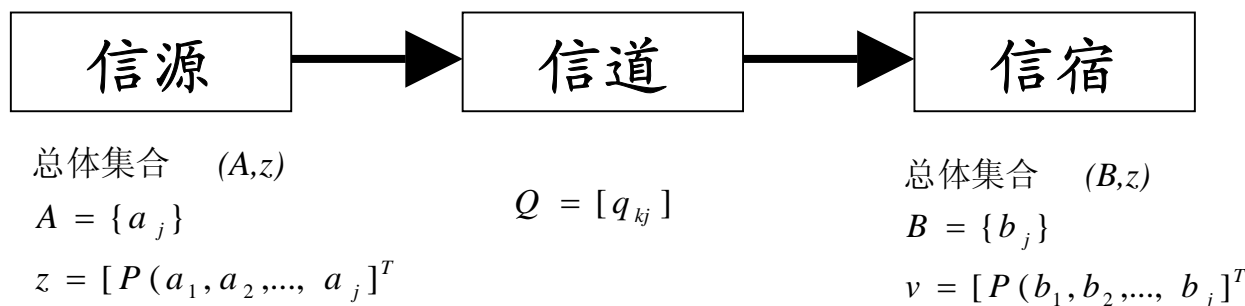 信源
信道
信宿
总体集合 (A,z)
A = {a_j}
z = [P(a_1,a_2,..., a_j]^T
Q = [q_kj]
总体集合 (B,z)
B = {b_j}
v = [P(b_1,b_2,..., b_j]^T